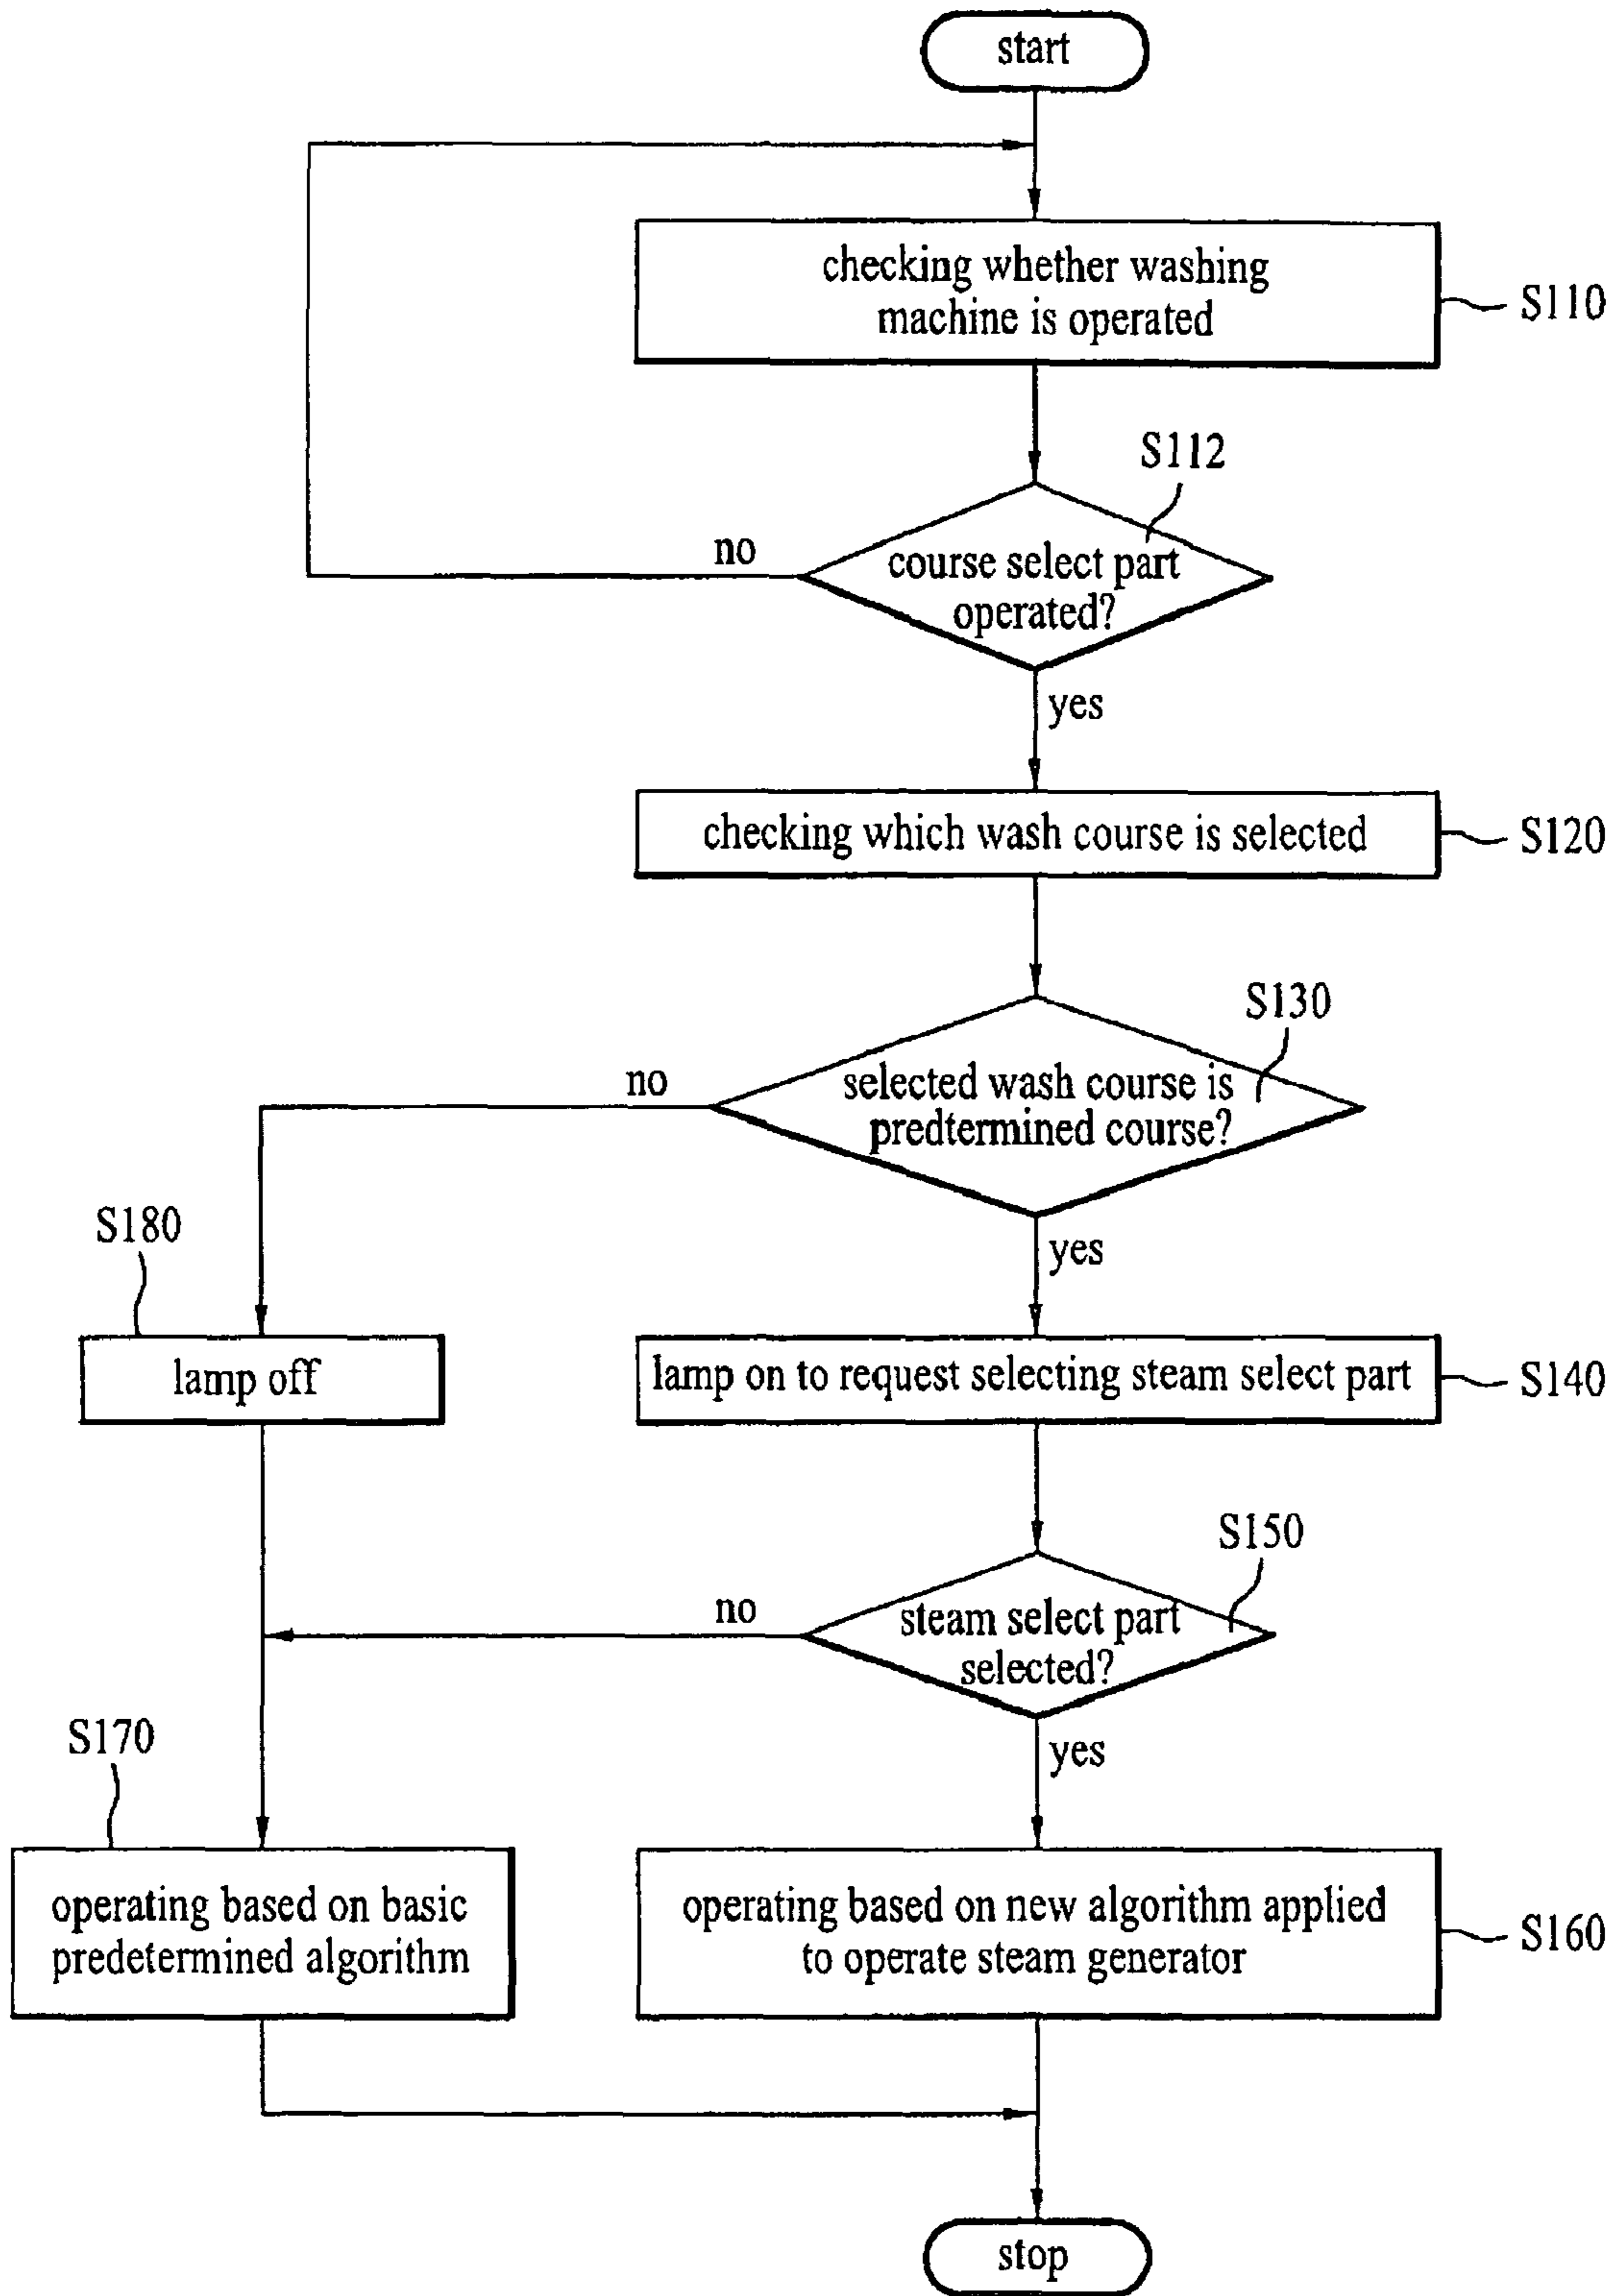 start
checking whether washing
machine is operated
S110
S112
no
course select part
operated?
yes
checking which wash course is selected
S120
S130
no
selected wash course is
predtermined course?
S180
yes
lamp off
lamp on to request selecting steam select part
S140
S150
no
steam select part
selected?
S170
yes
operating based on basic
predetermined algorithm
operating based on new algorithm applied
to operate steam generator
S160
stop